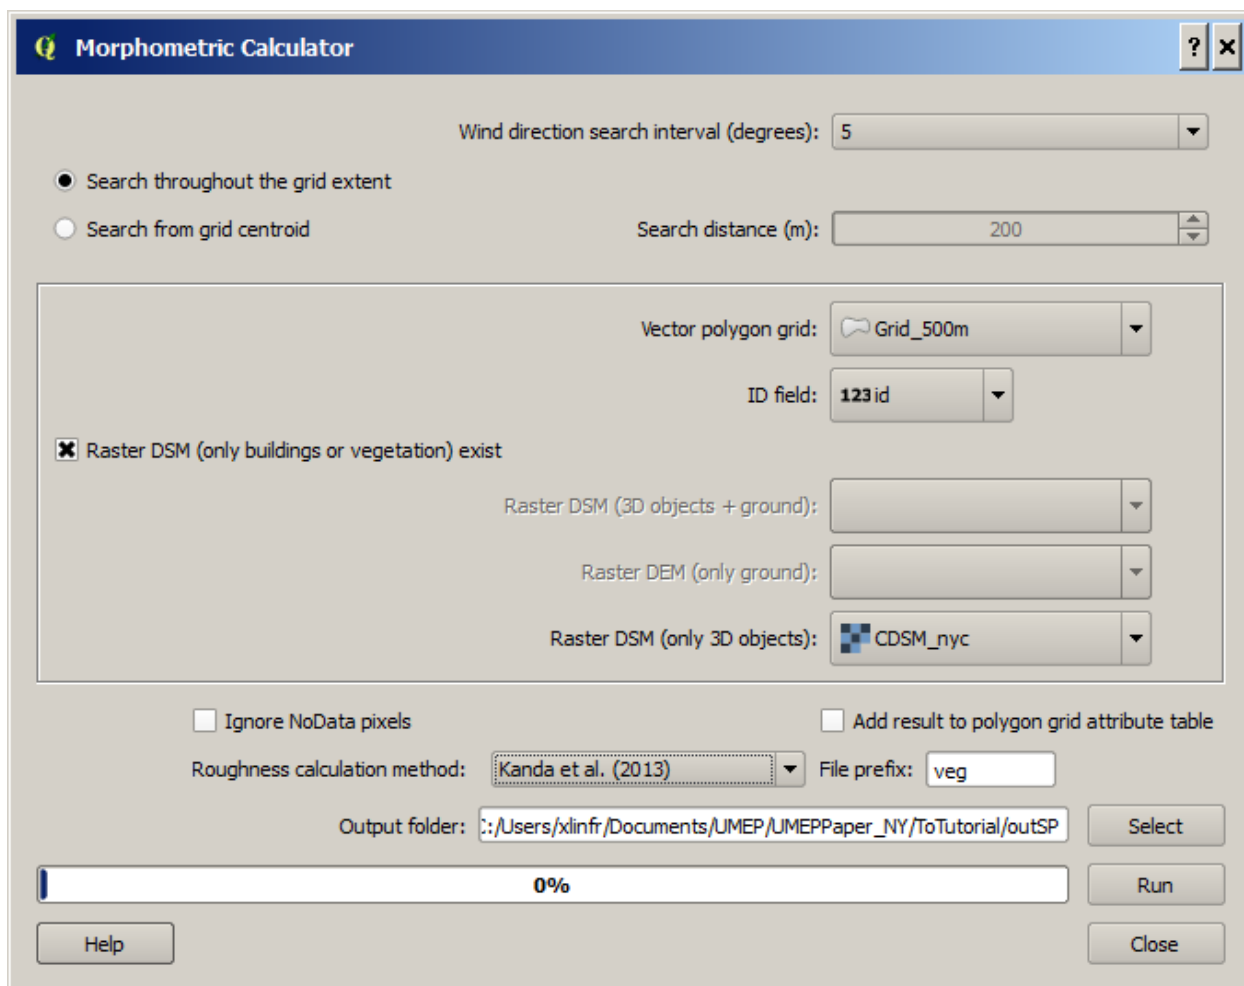 Morphometric Calculator ?
Wind direction search interval (degrees): 5
Search throughout the grid extent
Search from grid centroid Search distance (m): 200
Vector polygon grid: Grid_500m
ID field: 123 id
Raster DSM (only buildings or vegetation) exist
Raster DSM (3D objects + ground):
Raster DEM (only ground):
Raster DSM (only 3D objects): CDSM_nyc
Ignore NoData pixels Add result to polygon grid attribute table
Roughness calculation method: Kanda et al. (2013) File prefix: veg
Output folder: :/Users/xlinfr/Documents/UMEP/UMEPPaper_NY/ToTutorial/outSP Select
0% Run
Help Close